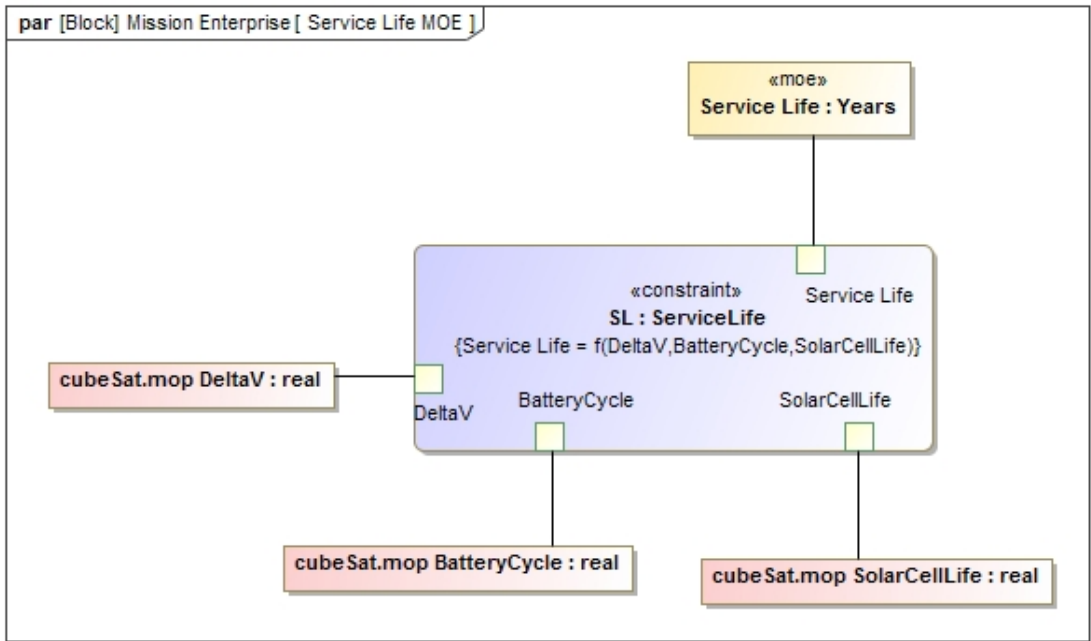 par [Block] Mission Enterprise [ Service Life MOE ]
«moe»
Service Life : Years
«constraint»
Service Life
SL : ServiceLife
{Service Life = f(DeltaV,BatteryCycle,SolarCellLife)}
cubeSat.mop DeltaV : real
DeltaV
BatteryCycle
SolarCellLife
cubeSat.mop BatteryCycle : real
cubeSat.mop SolarCellLife : real